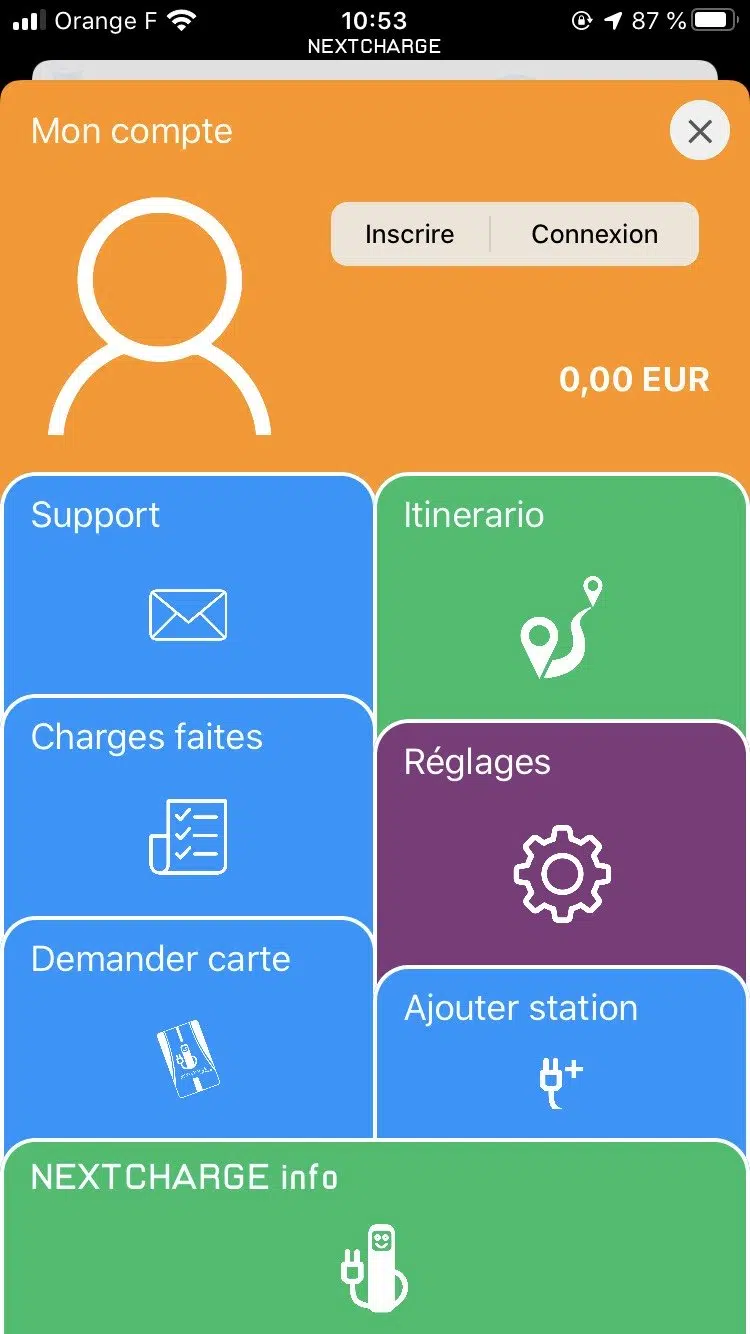 Orange F 10:53 87 %
NEXTCHARGE
Mon compte
Inscrire Connexion
0,00 EUR
Support
Itinerario
Charges faites
Réglages
Demander carte
Ajouter station
NEXTCHARGE info